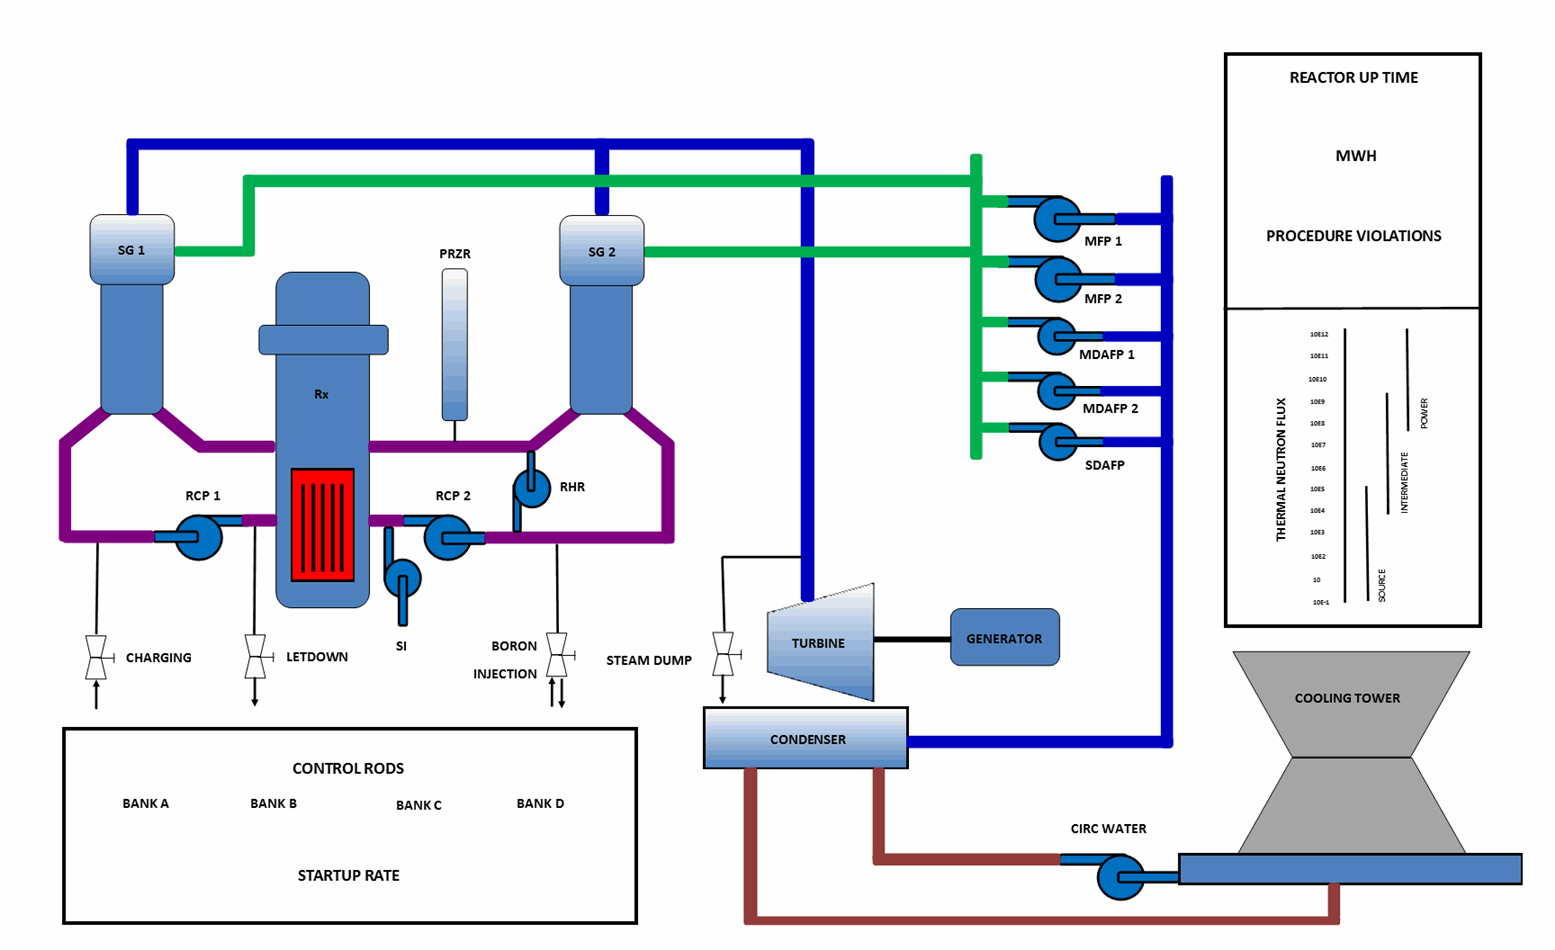 REACTOR UP TIME
MWH
PROCEDURE VIOLATIONS
SG 1
SG 2
PRZR
Rx
RCP 1
RCP 2
RHR
SI
CHARGING
LETDOWN
BORON
INJECTION
STEAM DUMP
MFP 1
MFP 2
MDAFP 1
MDAFP 2
SDAFP
TURBINE
GENERATOR
CONDENSER
CIRC WATER
COOLING TOWER
THERMAL NEUTRON FLUX
10E12
10E11
10E10
10E9
10E8
10E7
10E6
10E5
10E4
10E3
10E2
10
10E-1
SOURCE
INTERMEDIATE
POWER
CONTROL RODS
BANK A
BANK B
BANK C
BANK D
STARTUP RATE